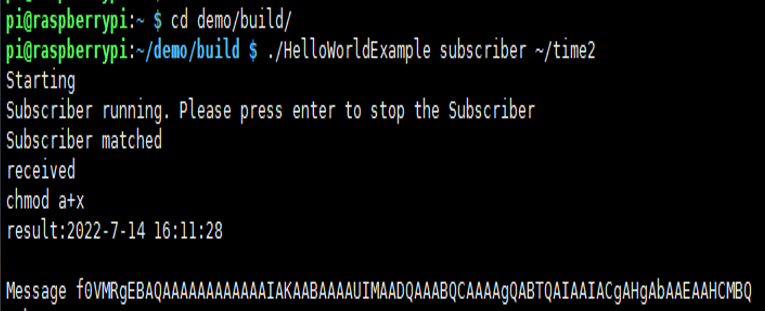 pi@raspberrypi:~ $ cd demo/build/
pi@raspberrypi:~/demo/build $ ./HelloWorldExample subscriber ~/time2
Starting
Subscriber running. Please press enter to stop the Subscriber
Subscriber matched
received
chmod a+x
result:2022-7-14 16:11:28
Message f0VMRgEBAQAAAAAAAAAAAAIAKAABAAAAUIMAADQAAABQCAAAAgQABTQAIAAIACgAHgAbAAEAAHCMBQ